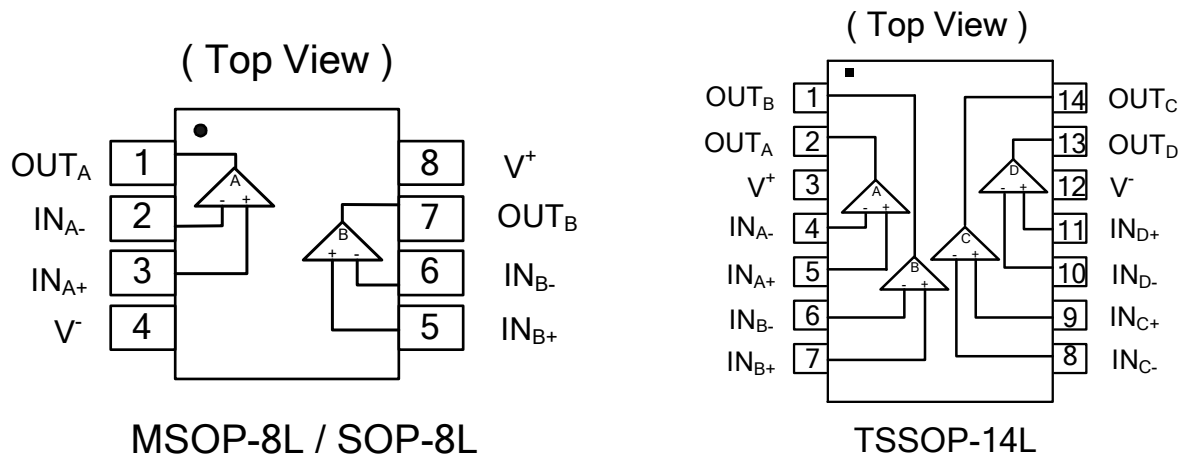 ( Top View )
OUTA 1
INA- 2
INA+ 3
V- 4
8 V+
7 OUTB
6 INB-
5 INB+
A
- +
B
+ -
MSOP-8L / SOP-8L
( Top View )
OUTB 1
OUTA 2
V+ 3
INA- 4
INA+ 5
INB- 6
INB+ 7
14 OUTC
13 OUTD
12 V-
11 IND+
10 IND-
9 INC+
8 INC-
A
- +
B
- +
C
- +
D
- +
TSSOP-14L